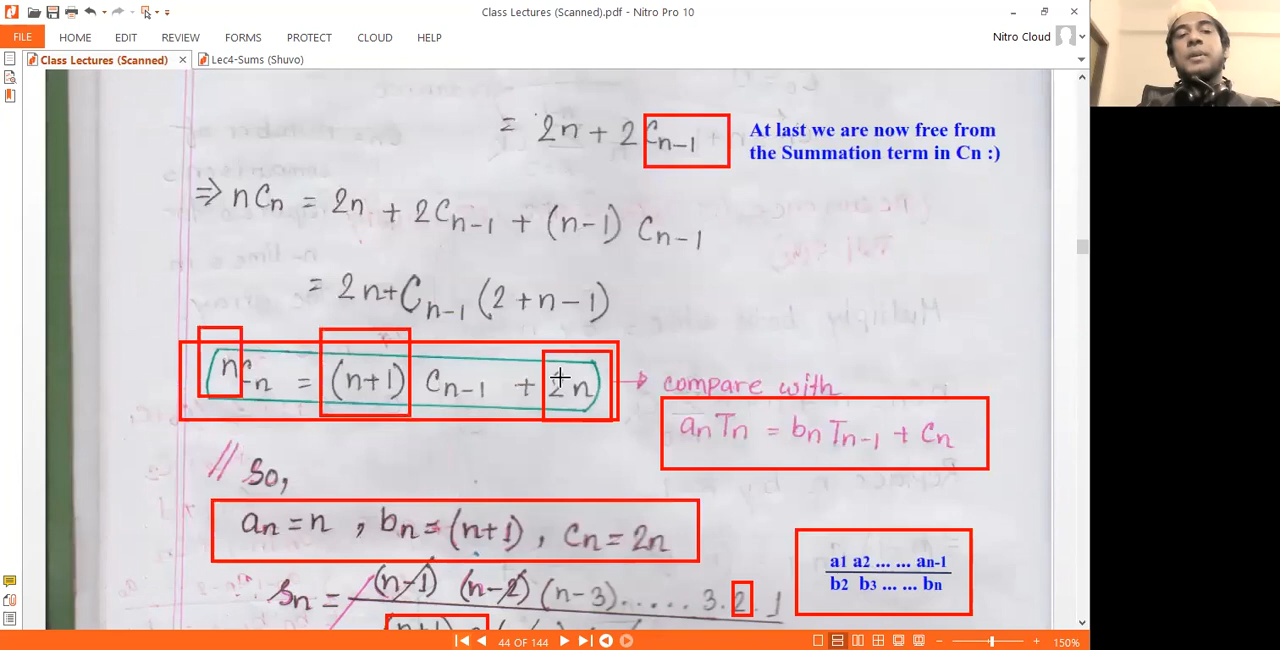 Class Lectures (Scanned).pdf - Nitro Pro 10
FILE HOME EDIT REVIEW FORMS PROTECT CLOUD HELP
Nitro Cloud
Class Lectures (Scanned) Lec4-Sums (Shuvo)
= 2n + 2 Cn-1
At last we are now free from
the Summation term in Cn :)
⇒ nCn = 2n + 2Cn-1 + (n-1) Cn-1
= 2n+Cn-1 (2+n-1)
nCn = (n+1) Cn-1 + 2n → compare with
anTn = bnTn-1 + Cn
// So,
an=n , bn=(n+1), Cn=2n
a1 a2 ... ... an-1
b2 b3 ... ... bn
Sn = (n-1) (n-2) (n-3)..... 3.2.1
(n+1)
44 OF 144
150%